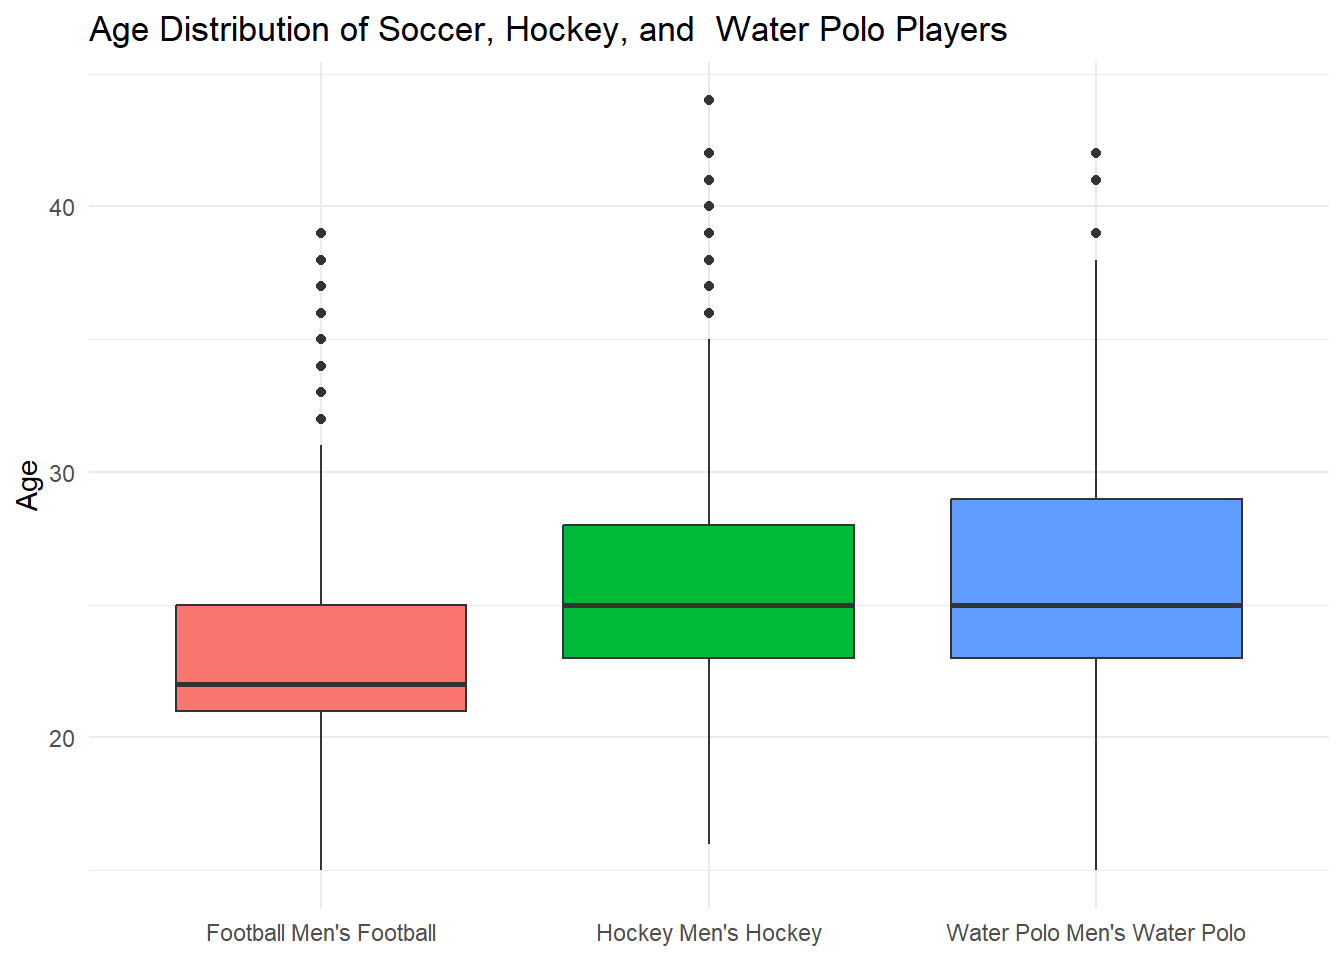 Age Distribution of Soccer, Hockey, and  Water Polo Players
Age
40
30
20
Football Men's Football
Hockey Men's Hockey
Water Polo Men's Water Polo